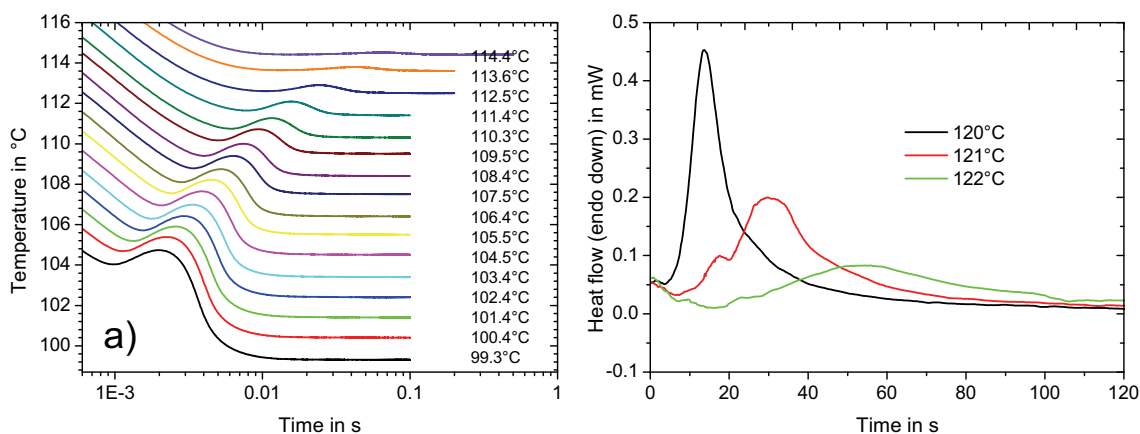 116
114
112
110
108
106
104
102
100
Temperature in °C
1E-3
0.01
0.1
1
Time in s
a)
114.4°C
113.6°C
112.5°C
111.4°C
110.3°C
109.5°C
108.4°C
107.5°C
106.4°C
105.5°C
104.5°C
103.4°C
102.4°C
101.4°C
100.4°C
99.3°C
0.5
0.4
0.3
0.2
0.1
0.0
-0.1
Heat flow (endo down) in mW
120°C
121°C
122°C
0
20
40
60
80
100
120
Time in s